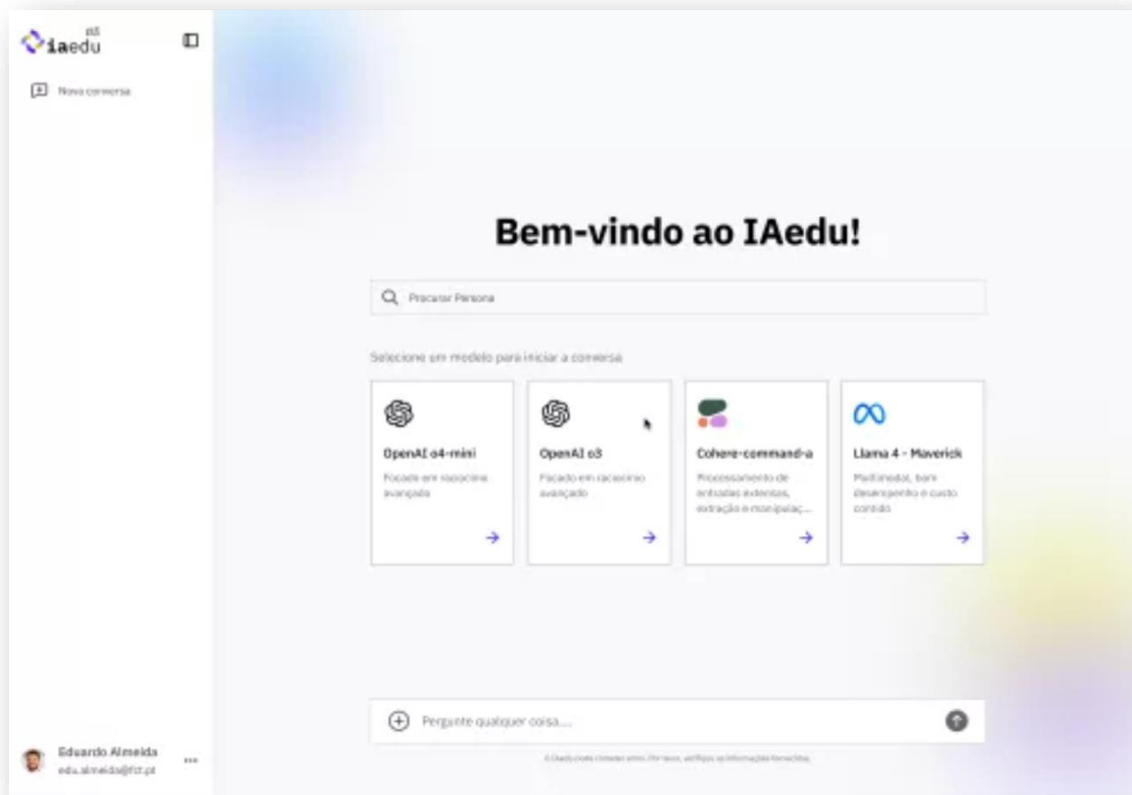 iaedu
Nova conversa
Bem-vindo ao IAedu!
Procurar Persona
Selecione um modelo para iniciar a conversa
OpenAI o4-mini
Focado em raciocínio
avançado
OpenAI o3
Focado em raciocínio
avançado
Cohere-command-a
Processamento de
entradas extensas,
extração e manipulaç...
Llama 4 - Maverick
Multimodal, bom
desempenho e custo
contido
Pergunte qualquer coisa...
Eduardo Almeida
edu.almeida@fct.pt